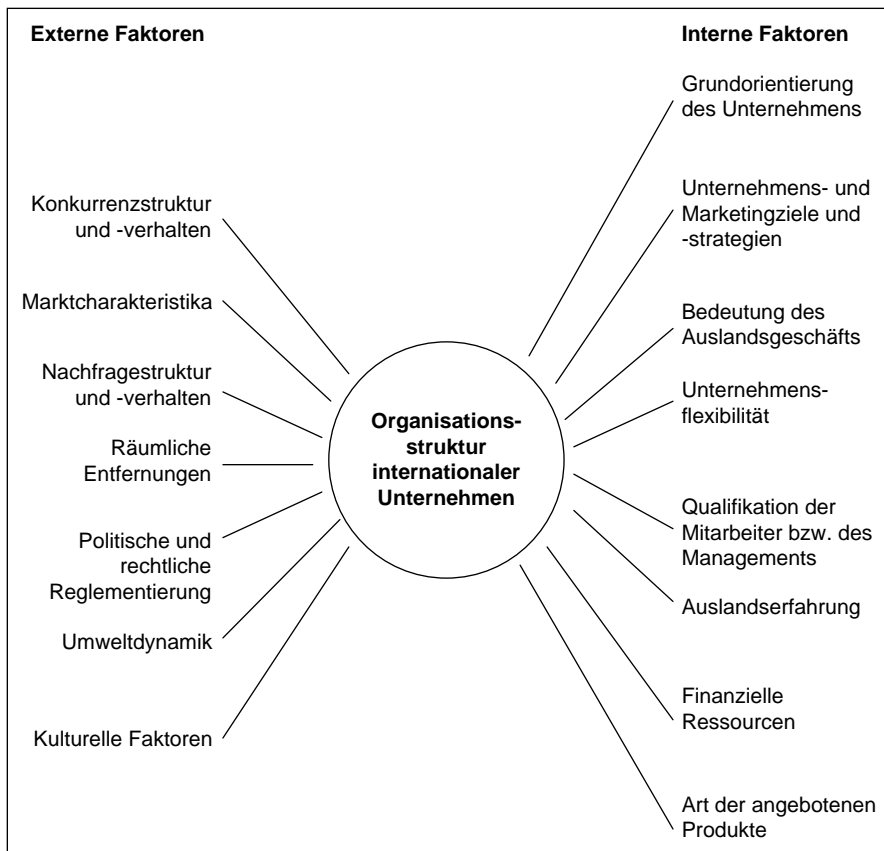 Externe Faktoren
Konkurrenzstruktur
und -verhalten
Marktcharakteristika
Nachfragestruktur
und -verhalten
Räumliche
Entfernungen
Politische und
rechtliche
Reglementierung
Umweltdynamik
Kulturelle Faktoren
Organisations-
struktur
internationaler
Unternehmen
Interne Faktoren
Grundorientierung
des Unternehmens
Unternehmens- und
Marketingziele und
-strategien
Bedeutung des
Auslandsgeschäfts
Unternehmens-
flexibilität
Qualifikation der
Mitarbeiter bzw. des
Managements
Auslandserfahrung
Finanzielle
Ressourcen
Art der angebotenen
Produkte